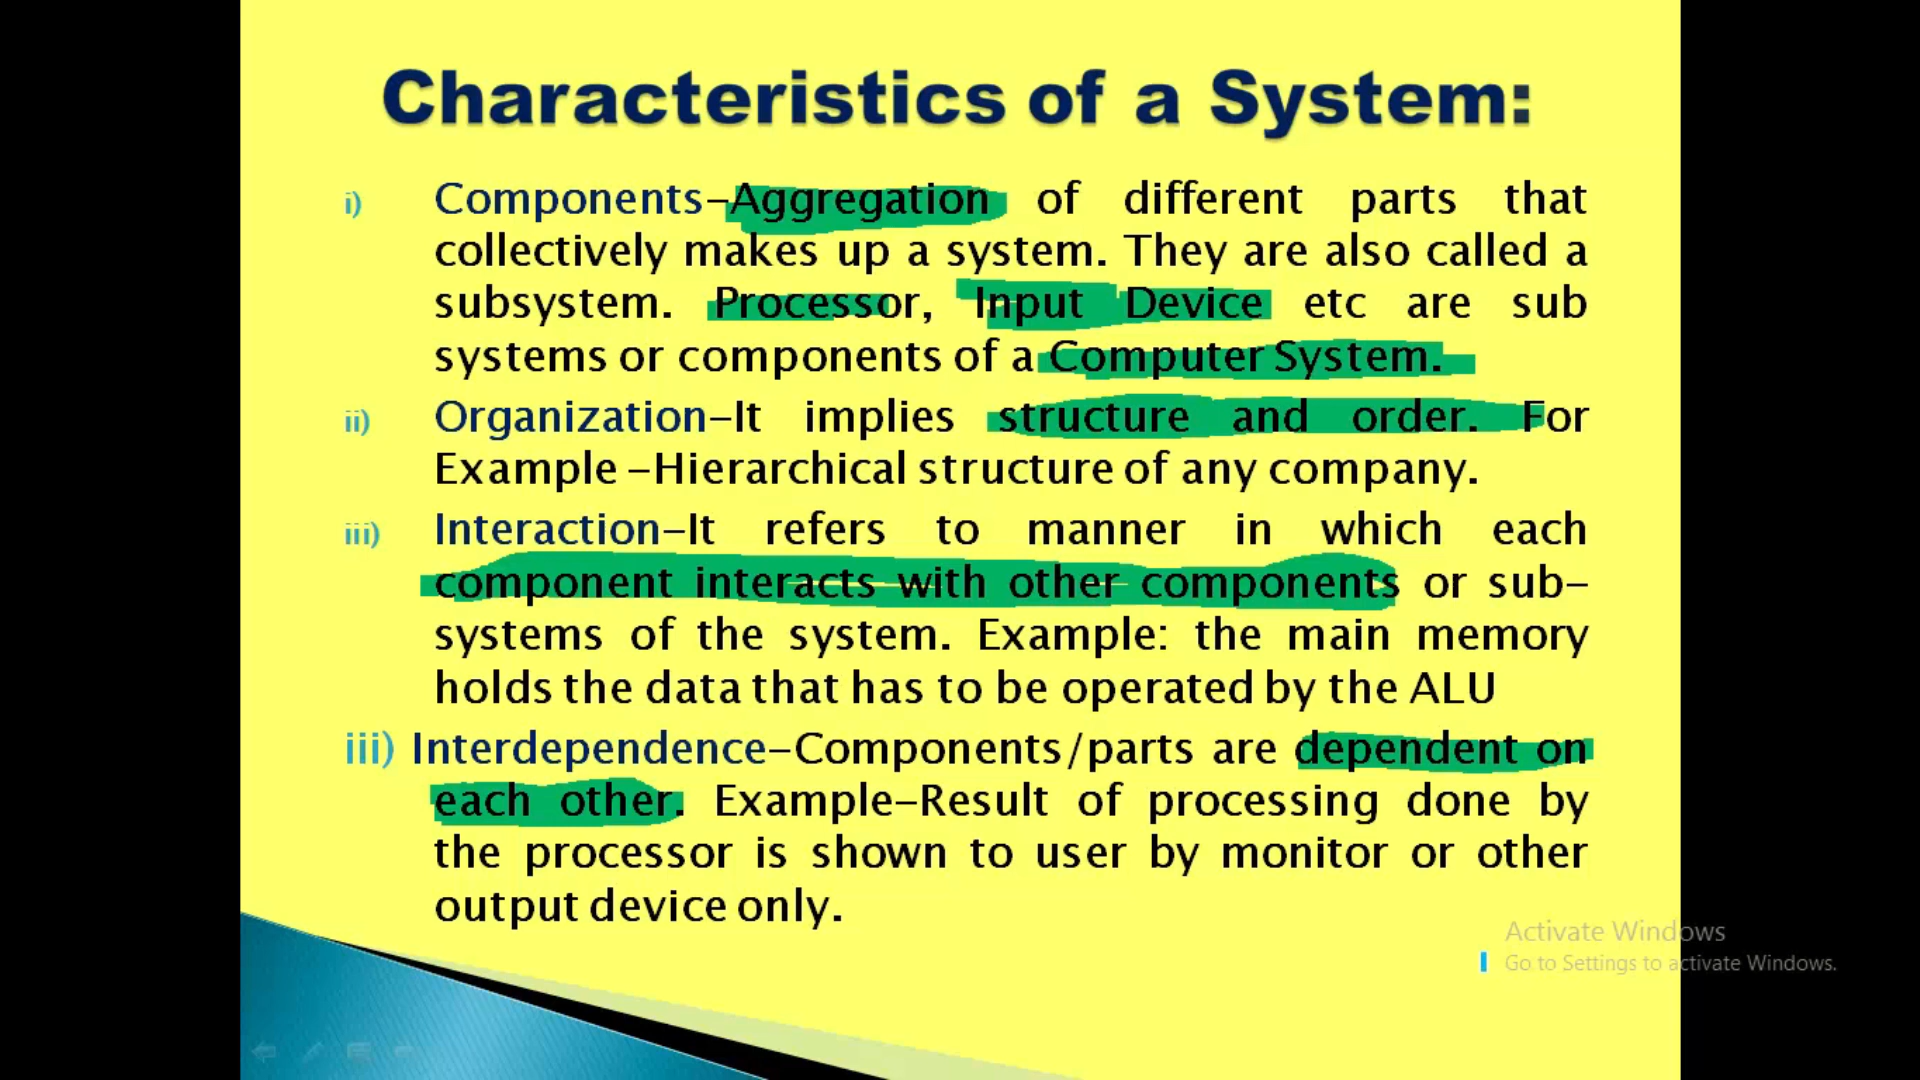 Characteristics of a System:
i) Components–Aggregation of different parts that
collectively makes up a system. They are also called a
subsystem. Processor, Input Device etc are sub
systems or components of a Computer System.
ii) Organization–It implies structure and order. For
Example –Hierarchical structure of any company.
iii) Interaction–It refers to manner in which each
component interacts with other components or sub–
systems of the system. Example: the main memory
holds the data that has to be operated by the ALU
iii) Interdependence–Components/parts are dependent on
each other. Example–Result of processing done by
the processor is shown to user by monitor or other
output device only.
Activate Windows
Go to Settings to activate Windows.